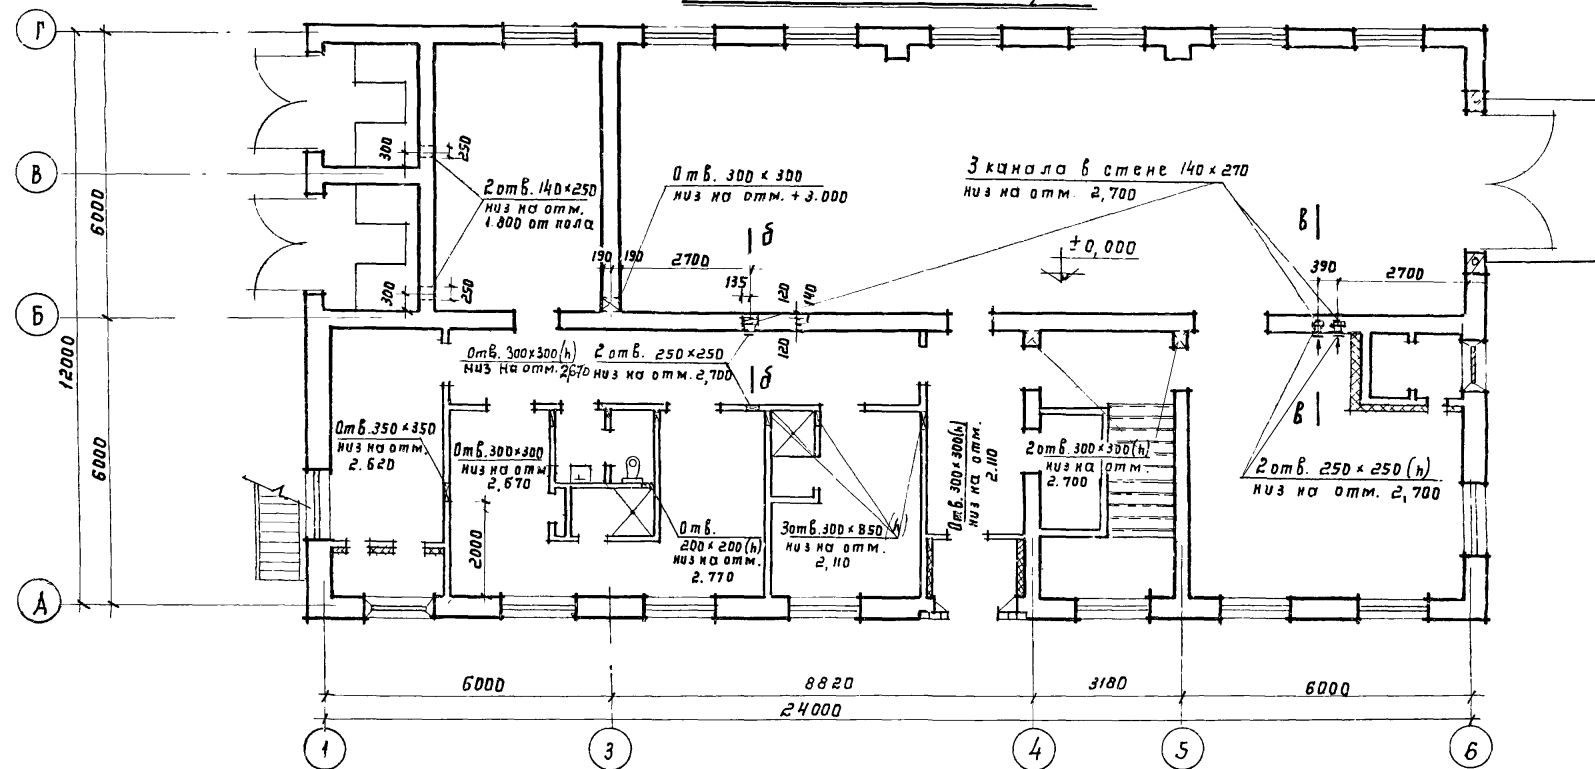 Г
В
Б
А
6000
6000
12000
300
250
2 отв. 140×250
низ на отм.
1.800 от пола
300
250
Отв. 300 × 300
низ на отм. +3.000
3 канала в стене 140×270
низ на отм. 2,700
190
190
2700
б
135
120
140
120
± 0,000
в
390
2700
Отв. 300×300(h)
низ на отм. 2,670
2 отв. 250×250
низ на отм. 2,700
б
в
Отв. 350×350
низ на отм.
2.620
Отв. 300×300
низ на отм
2,670
2000
Отв.
200×200(h)
низ на отм.
2.770
3отв. 300×850(h)
низ на отм.
2,110
Отв. 300×300(h)
низ на отм.
2.110
2 отв. 300×300(h)
низ на отм.
2.700
2 отв. 250 × 250 (h)
низ на отм. 2,700
6000
8820
3180
6000
24000
1
3
4
5
6